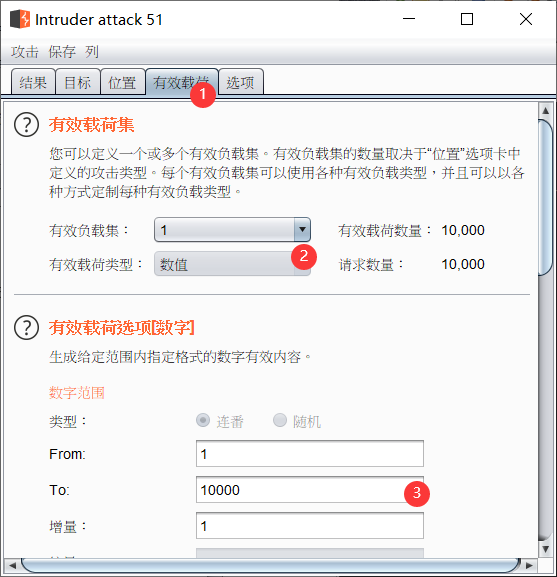 Intruder attack 51
攻击 保存 列
结果 目标 位置 有效载荷 选项
1
有效载荷集
您可以定义一个或多个有效负载集。有效负载集的数量取决于“位置”选项卡中
定义的攻击类型。每个有效负载集可以使用各种有效负载类型，并且可以以各
种方式定制每种有效负载类型。
有效负载集： 1 有效载荷数量： 10,000
2
有效载荷类型： 数值 请求数量： 10,000
有效载荷选项[数字]
生成给定范围内指定格式的数字有效内容。
数字范围
类型： 连番 随机
From: 1
To: 10000
3
增量： 1